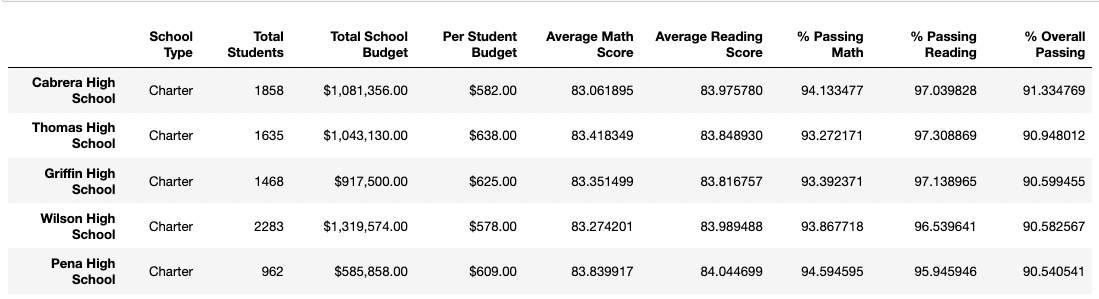 School Type Total Students Total School Budget Per Student Budget Average Math Score Average Reading Score % Passing Math % Passing Reading % Overall Passing
Cabrera High School Charter 1858 $1,081,356.00 $582.00 83.061895 83.975780 94.133477 97.039828 91.334769
Thomas High School Charter 1635 $1,043,130.00 $638.00 83.418349 83.848930 93.272171 97.308869 90.948012
Griffin High School Charter 1468 $917,500.00 $625.00 83.351499 83.816757 93.392371 97.138965 90.599455
Wilson High School Charter 2283 $1,319,574.00 $578.00 83.274201 83.989488 93.867718 96.539641 90.582567
Pena High School Charter 962 $585,858.00 $609.00 83.839917 84.044699 94.594595 95.945946 90.540541